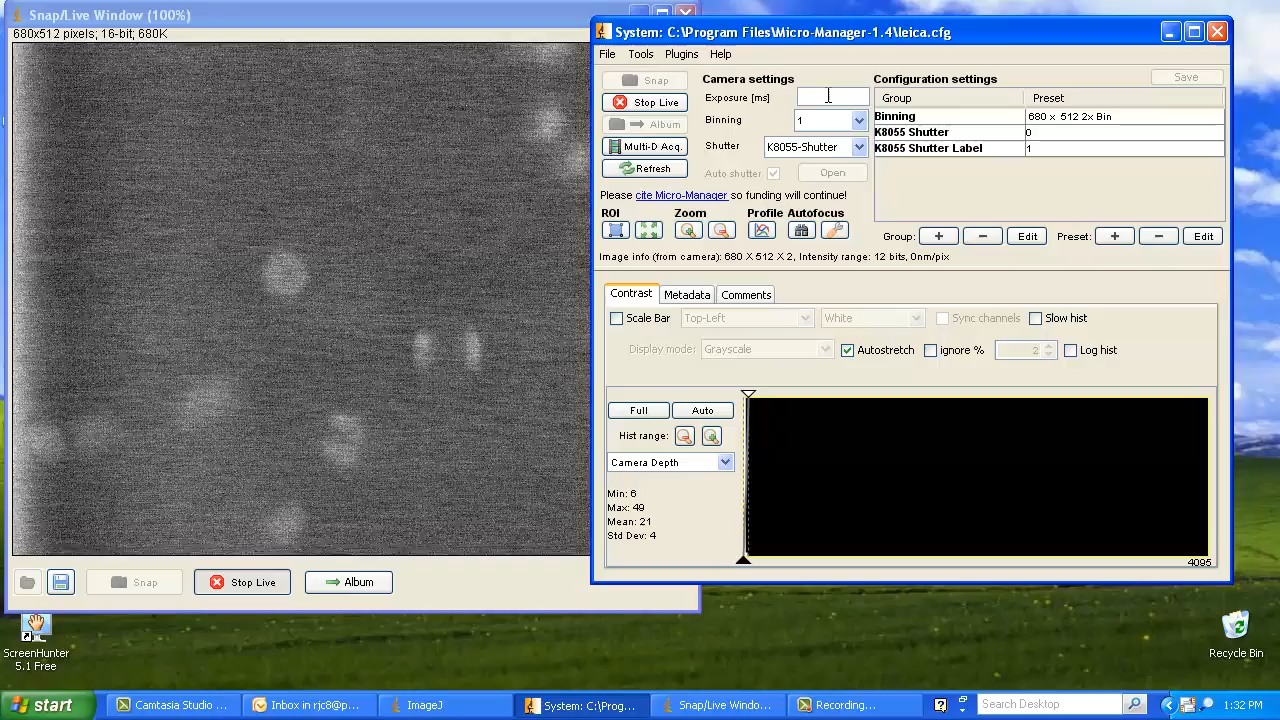 Snap/Live Window (100%)
680x512 pixels; 16-bit; 680K
System: C:\Program Files\Micro-Manager-1.4\leica.cfg
File Tools Plugins Help
Snap
Stop Live
Album
Multi-D Acq.
Refresh
Camera settings
Exposure [ms]
Binning 1
Shutter K8055-Shutter
Auto shutter Open
Configuration settings Save
Group Preset
Binning 680 x 512 2x Bin
K8055 Shutter 0
K8055 Shutter Label 1
Please cite Micro-Manager so funding will continue!
ROI Zoom Profile Autofocus
Group: + - Edit Preset: + - Edit
Image info (from camera): 680 X 512 X 2, Intensity range: 12 bits, 0nm/pix
Contrast Metadata Comments
Scale Bar Top-Left White Sync channels Slow hist
Display mode: Grayscale Autostretch ignore % 2 Log hist
Full Auto
Hist range:
Camera Depth
Min: 6
Max: 49
Mean: 21
Std Dev: 4
4095
Snap Stop Live Album
ScreenHunter
5.1 Free
Recycle Bin
start Camtasia Studio ... Inbox in rjc8@p... ImageJ System: C:\Prog... Snap/Live Windo... Recording... Search Desktop 1:32 PM